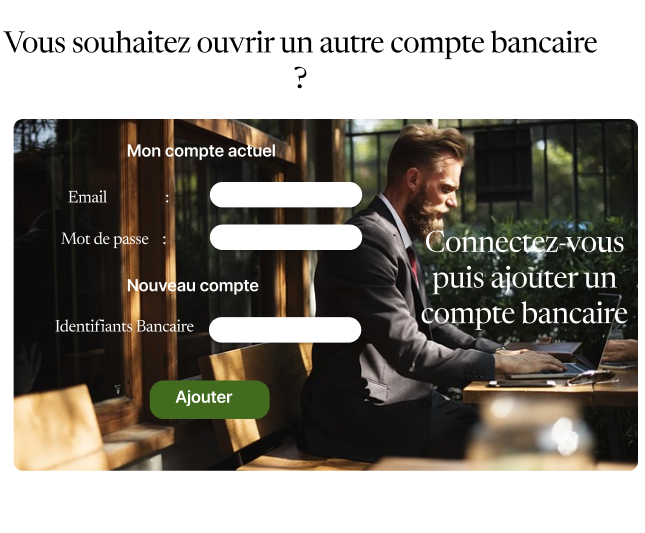 Vous souhaitez ouvrir un autre compte bancaire
?
Mon compte actuel
Email :
Mot de passe :
Nouveau compte
Identifiants Bancaire
Ajouter
Connectez-vous
puis ajouter un
compte bancaire